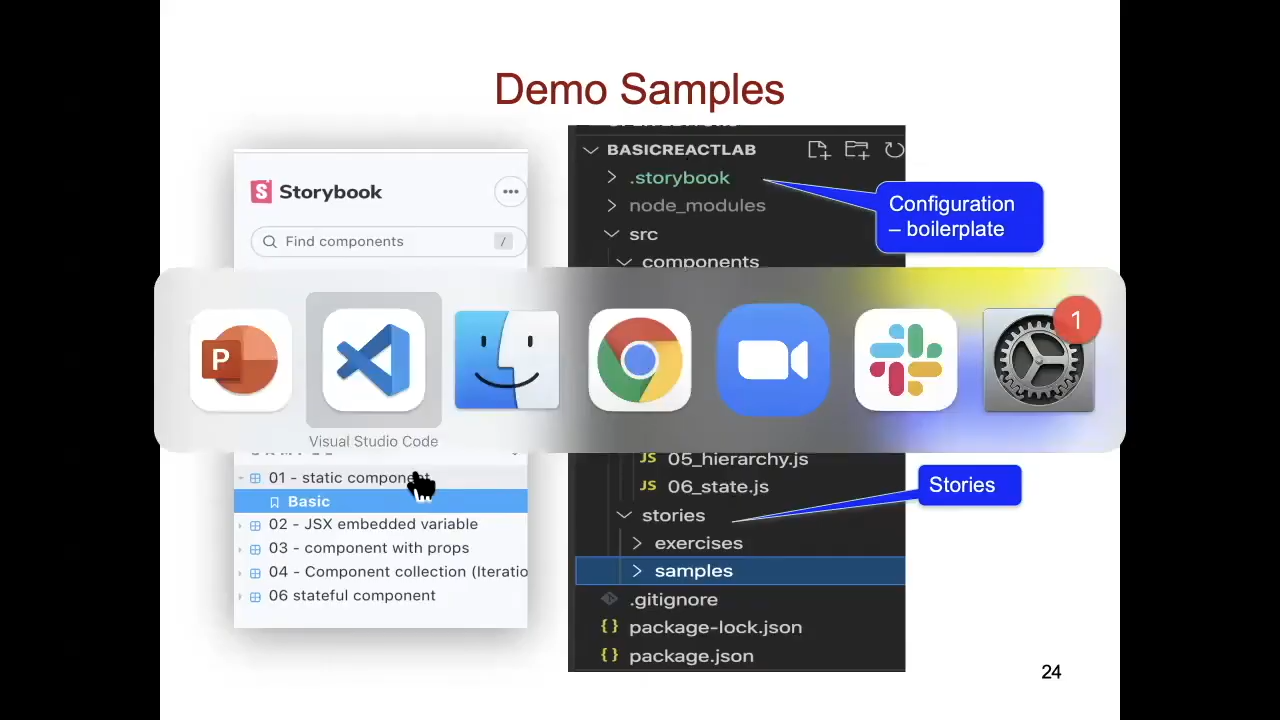 Demo Samples
Storybook
Find components
/
BASICREACTLAB
.storybook
node_modules
src
components
Configuration
– boilerplate
P
1
Visual Studio Code
01 - static component
Basic
02 - JSX embedded variable
03 - component with props
04 - Component collection (Iteratio
06 stateful component
JS 05_hierarchy.js
JS 06_state.js
stories
exercises
samples
.gitignore
{} package-lock.json
{} package.json
Stories
24